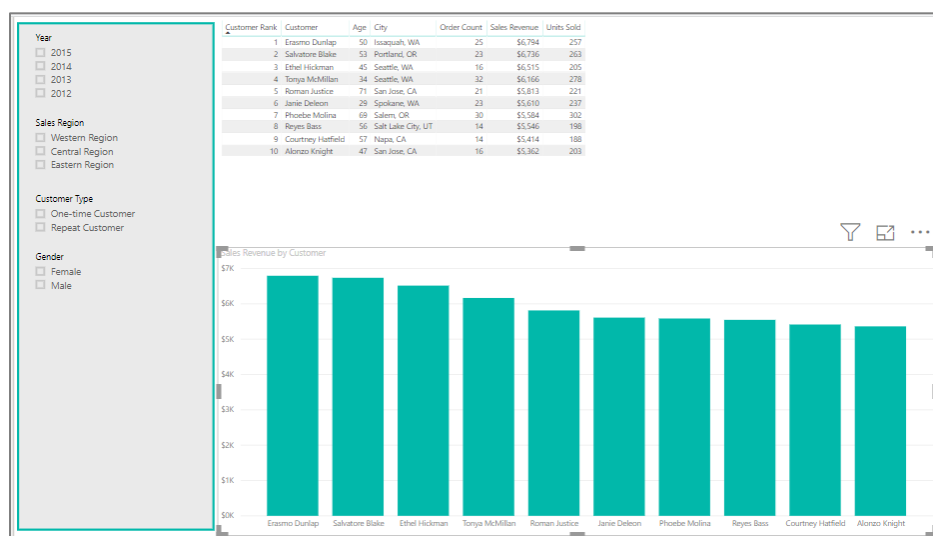 Year
2015
2014
2013
2012
Sales Region
Western Region
Central Region
Eastern Region
Customer Type
One-time Customer
Repeat Customer
Gender
Female
Male
Customer Rank Customer Age City Order Count Sales Revenue Units Sold
1 Erasmo Dunlap 50 Issaquah, WA 25 $6,794 257
2 Salvatore Blake 53 Portland, OR 23 $6,736 263
3 Ethel Hickman 45 Seattle, WA 16 $6,515 205
4 Tonya McMillan 34 Seattle, WA 32 $6,166 278
5 Roman Justice 71 San Jose, CA 21 $5,813 221
6 Janie Deleon 29 Spokane, WA 23 $5,610 237
7 Phoebe Molina 69 Salem, OR 30 $5,584 302
8 Reyes Bass 56 Salt Lake City, UT 14 $5,546 198
9 Courtney Hatfield 57 Napa, CA 14 $5,414 188
10 Alonzo Knight 47 San Jose, CA 16 $5,362 203
Sales Revenue by Customer
$7K
$6K
$5K
$4K
$3K
$2K
$1K
$0K
Erasmo Dunlap Salvatore Blake Ethel Hickman Tonya McMillan Roman Justice Janie Deleon Phoebe Molina Reyes Bass Courtney Hatfield Alonzo Knight